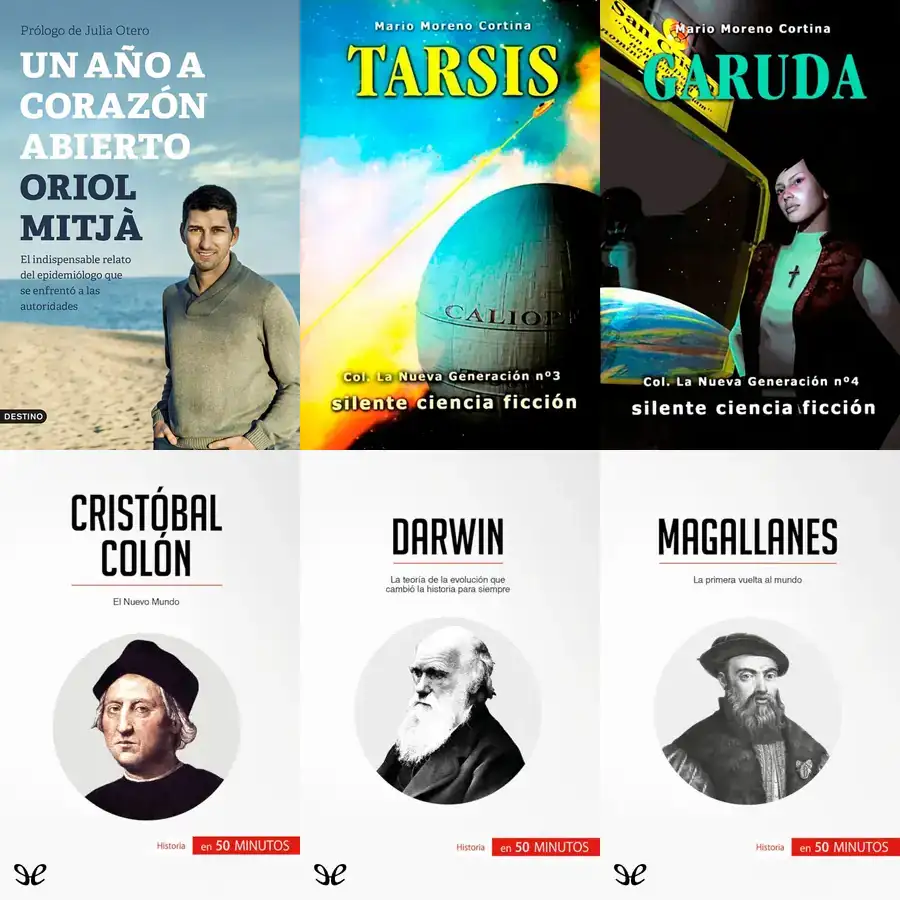 Prólogo de Julia Otero
UN AÑO A
CORAZÓN
ABIERTO
ORIOL
MITJÀ
El indispensable relato
del epidemiólogo que
se enfrentó a las
autoridades
DESTINO
Mario Moreno Cortina
TARSIS
CALIOPE
Col. La Nueva Generación nº3
silente ciencia ficción
San
Mario Moreno Cortina
GARUDA
Col. La Nueva Generación nº4
silente ciencia ficción
CRISTÓBAL
COLÓN
El Nuevo Mundo
Historia
en 50 MINUTOS
DARWIN
La teoría de la evolución que
cambió la historia para siempre
Historia
en 50 MINUTOS
MAGALLANES
La primera vuelta al mundo
Historia
en 50 MINUTOS